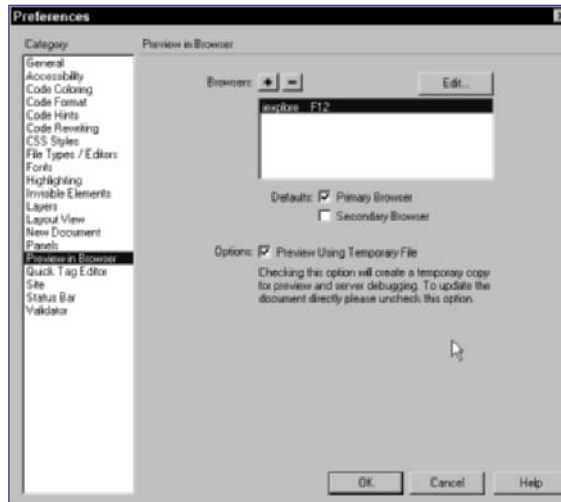 Preferences
Category
Preview in Browser
General
Accessibility
Code Coloring
Code Format
Code Hints
Code Rewriting
CSS Styles
File Types / Editors
Fonts
Highlighting
Invisible Elements
Layers
Layout View
New Document
Panels
Preview in Browser
Quick Tag Editor
Site
Status Bar
Validator
Browsers: + − Edit...
iexplore F12
Defaults: Primary Browser
Secondary Browser
Options: Preview Using Temporary File
Checking this option will create a temporary copy
for preview and server debugging. To update the
document directly please uncheck this option.
OK Cancel Help